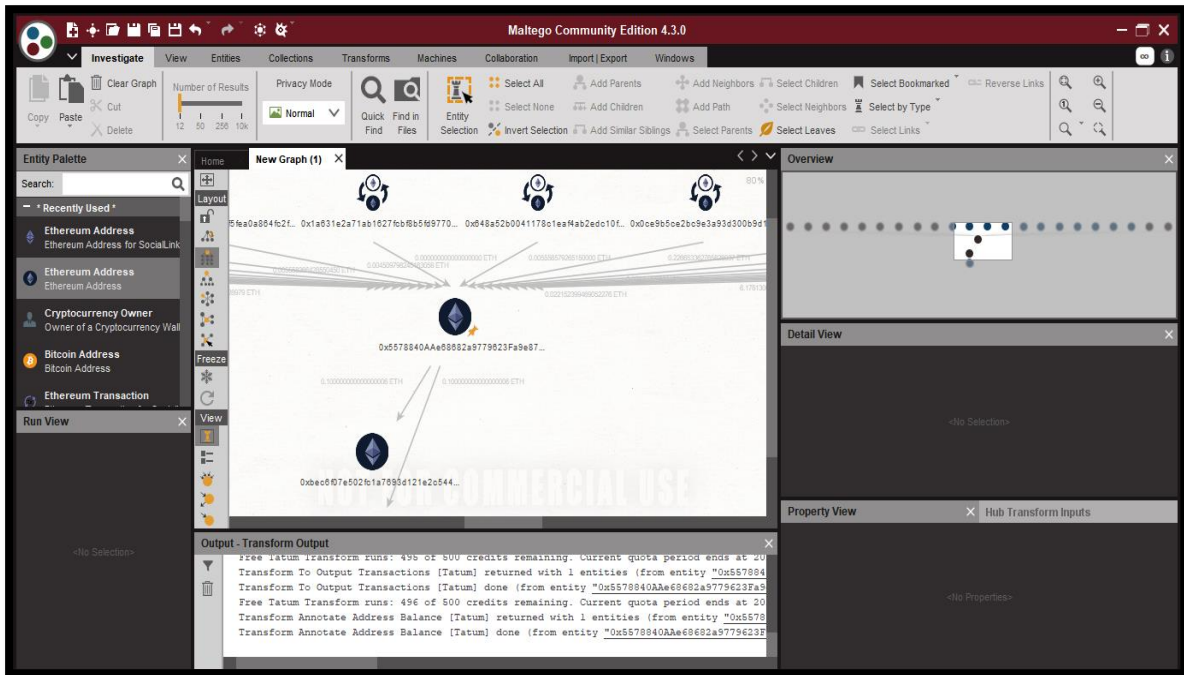 Maltego Community Edition 4.3.0
Investigate View Entities Collections Transforms Machines Collaboration Import | Export Windows
Copy
Paste
Clear Graph
Cut
Delete
Number of Results
12 50 256 10k
Privacy Mode
Normal
Quick Find
Find in Files
Entity Selection
Select All
Select None
Invert Selection
Add Parents
Add Children
Add Similar Siblings
Add Neighbors
Add Path
Select Parents
Select Children
Select Neighbors
Select Leaves
Select Bookmarked
Select by Type
Select Links
Reverse Links
Entity Palette
Search:
* Recently Used *
Ethereum Address
Ethereum Address for SocialLink
Ethereum Address
Ethereum Address
Cryptocurrency Owner
Owner of a Cryptocurrency Wall
Bitcoin Address
Bitcoin Address
Ethereum Transaction
Run View
<No Selection>
Home
New Graph (1)
Layout
Freeze
View
80%
0x1a631e2a71ab1627fcbf8b5fd9770...
0x648a52b0041178c1eaf4ab2edc10f...
0x0ce9b5ce2bc9e3a93d300b9d1
0x5578840AAe68682a9779623Fa9e87...
0.1000000000000006 ETH
0.1000000000000006 ETH
0xbec6f07e502fc1a7693d121e2c544...
NOT FOR COMMERCIAL USE
Output - Transform Output
Free Tatum Transform runs: 495 of 500 credits remaining. Current quota period ends at 20
Transform To Output Transactions [Tatum] returned with 1 entities (from entity "0x557884
Transform To Output Transactions [Tatum] done (from entity "0x5578840AAe68682a9779623Fa9
Free Tatum Transform runs: 496 of 500 credits remaining. Current quota period ends at 20
Transform Annotate Address Balance [Tatum] returned with 1 entities (from entity "0x5578
Transform Annotate Address Balance [Tatum] done (from entity "0x5578840AAe68682a9779623F
Overview
Detail View
<No Selection>
Property View
Hub Transform Inputs
<No Properties>